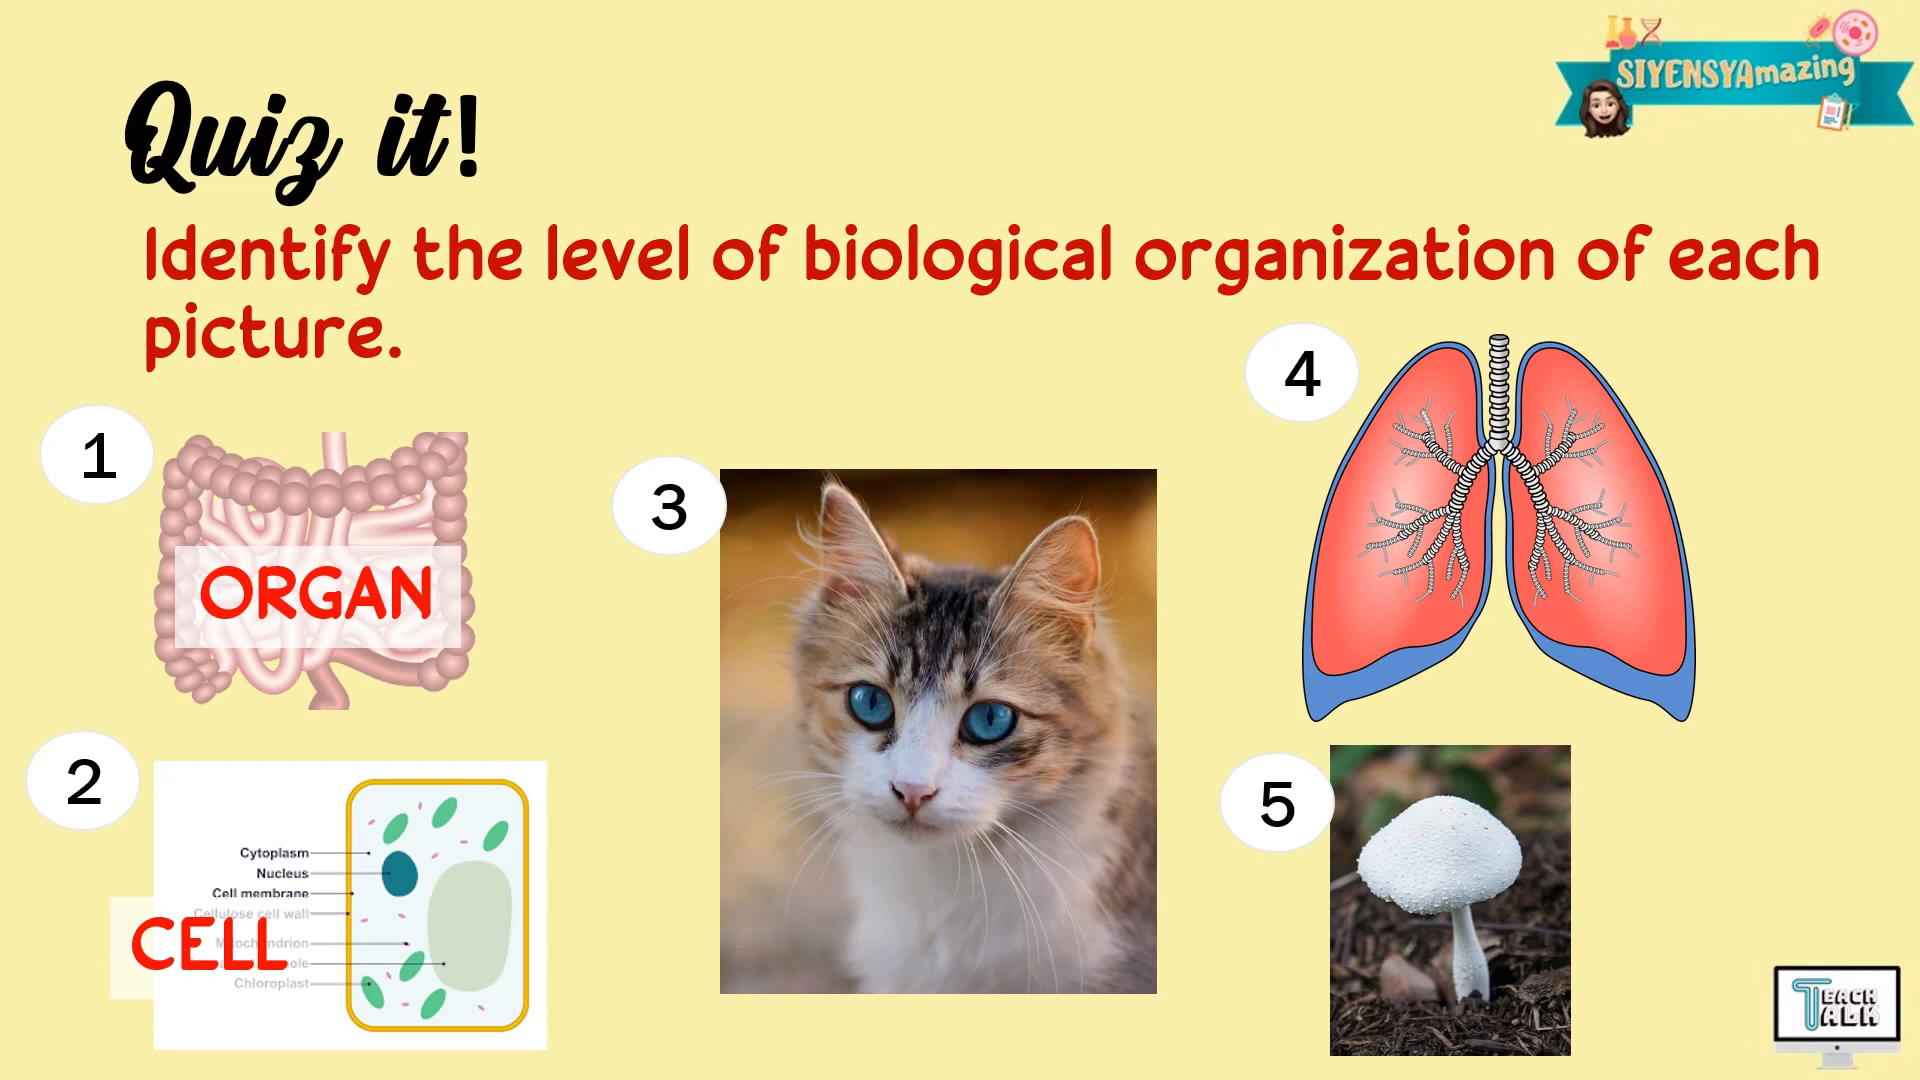 SIYENSYAmazing
Quiz it!
Identify the level of biological organization of each
picture.
1
ORGAN
2
Cytoplasm
Nucleus
Cell membrane
Cellulose cell wall
Mitochondrion
Chloroplast
CELL
3
4
5
TEACH
TALK